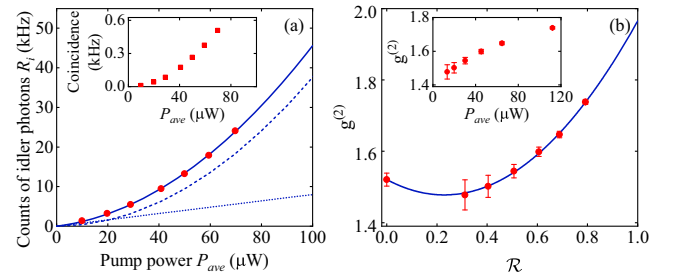 (a)
Counts of idler photons R_i (kHz)
50
40
30
20
10
0
0 20 40 60 80 100
Pump power P_ave (μW)
Coincidence
(kHz)
0.6
0.3
0.0
0 40 80
P_ave (μW)
(b)
g^(2)
2.0
1.8
1.6
1.4
0.0 0.2 0.4 0.6 0.8 1.0
ℛ
g^(2)
1.8
1.6
1.4
0 40 80 120
P_ave (μW)